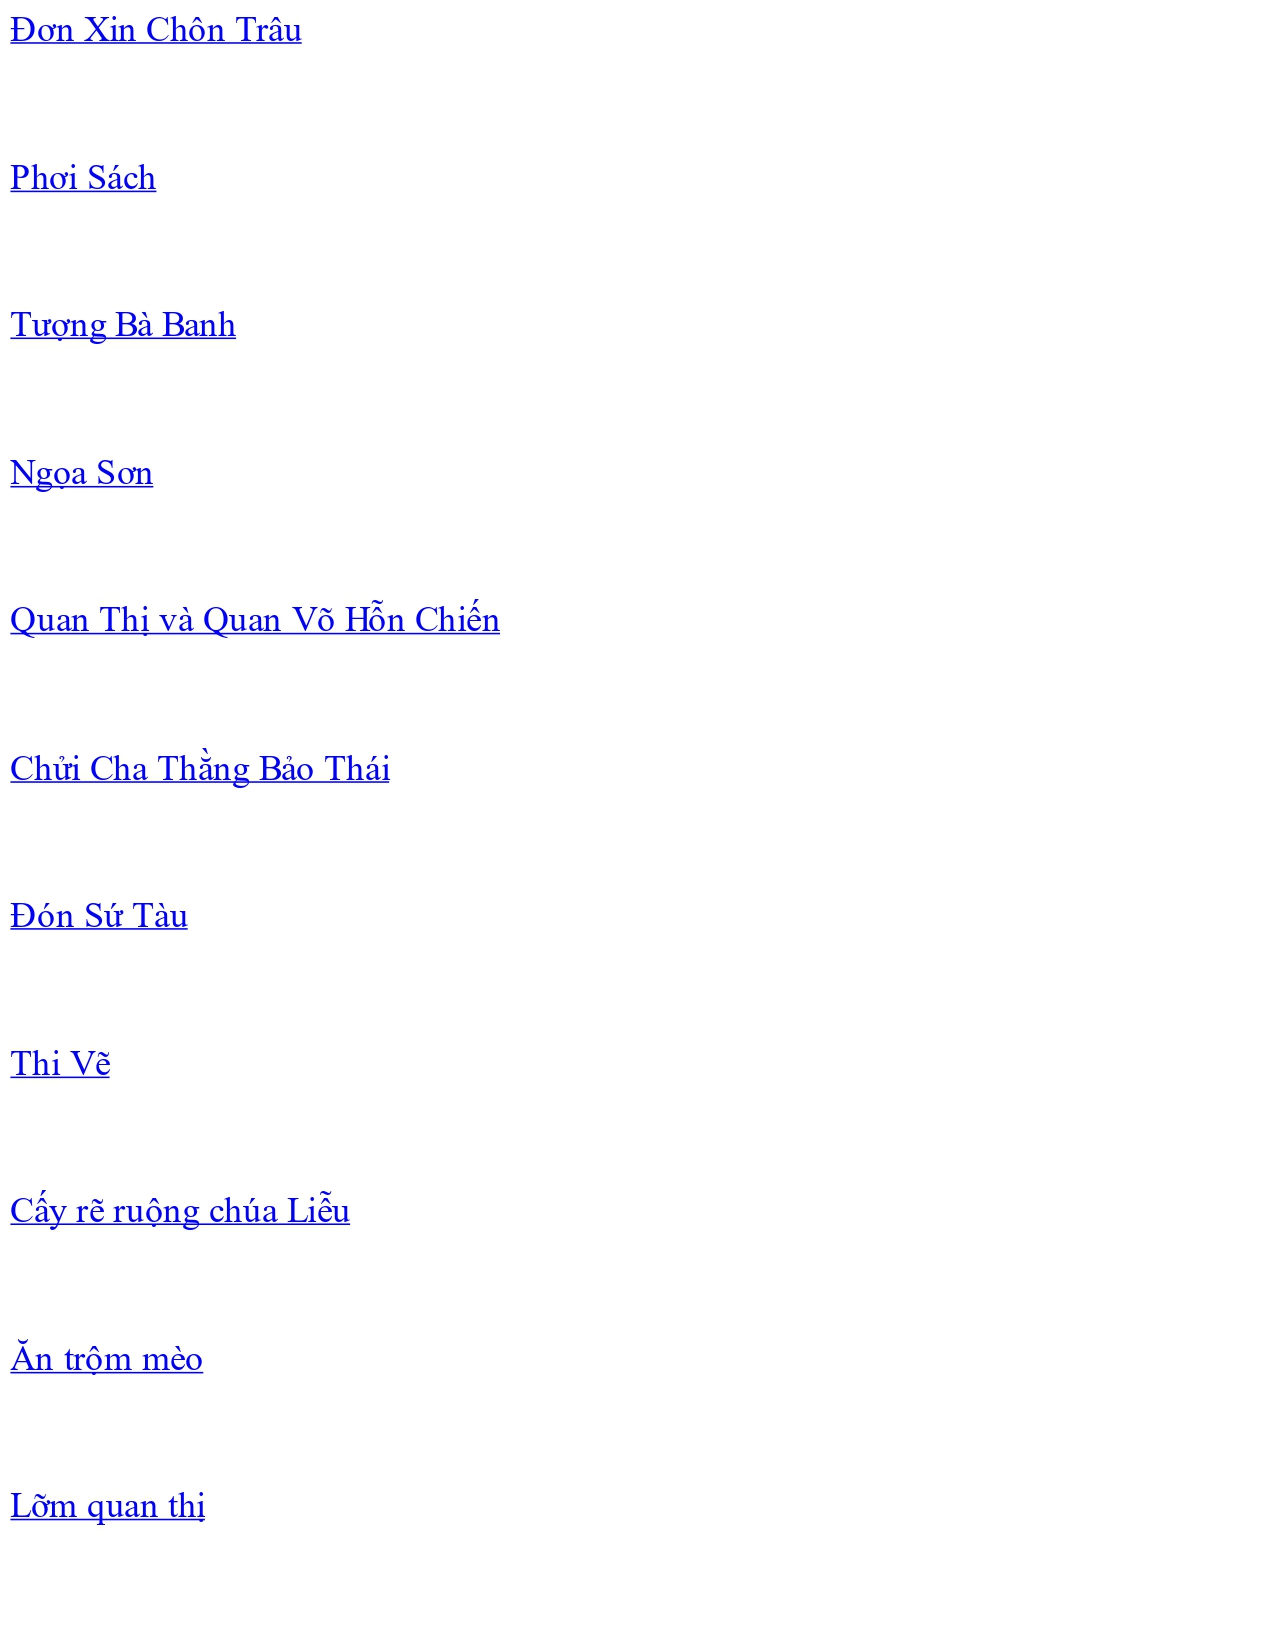 Đơn Xin Chôn Trâu
Phơi Sách
Tượng Bà Banh
Ngọa Sơn
Quan Thị và Quan Võ Hỗn Chiến
Chửi Cha Thằng Bảo Thái
Đón Sứ Tàu
Thi Vẽ
Cấy rẽ ruộng chúa Liễu
Ăn trộm mèo
Lỡm quan thị